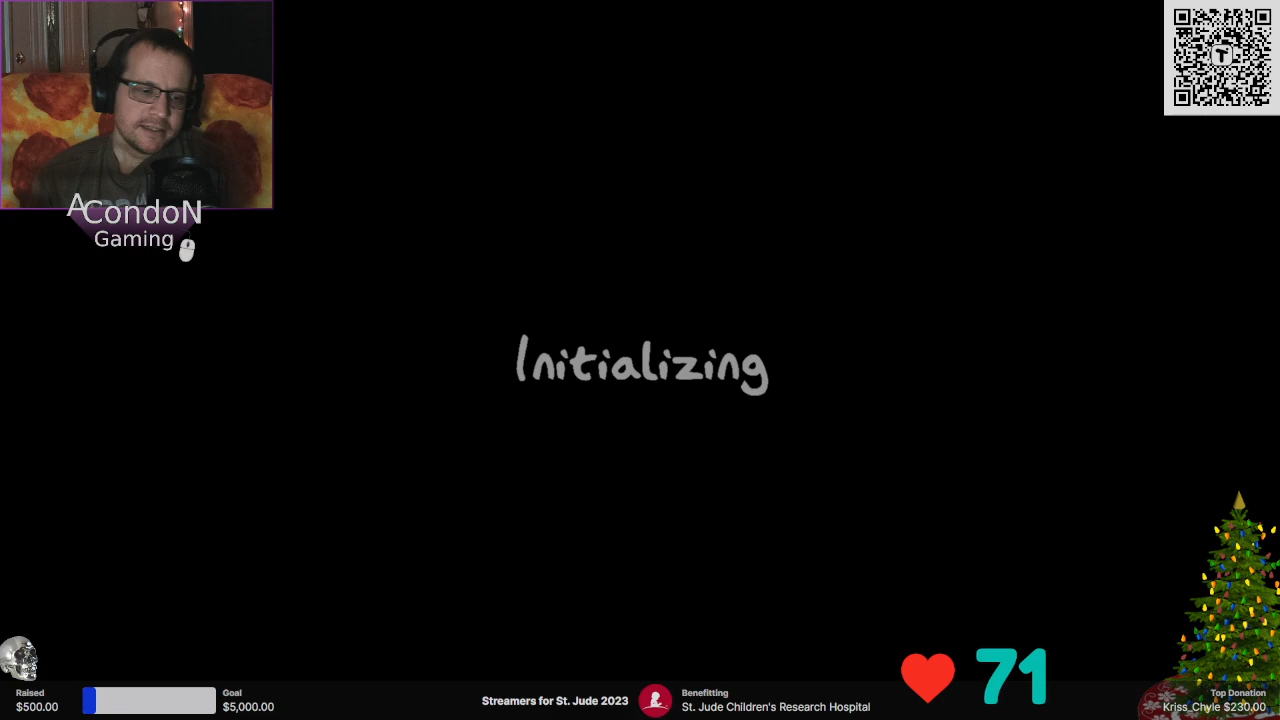 ACondoN
Gaming
Initializing
71
Raised
$500.00
Goal
$5,000.00
Streamers for St. Jude 2023
Benefitting
St. Jude Children's Research Hospital
Top Donation
Kriss_Chyle $230.00